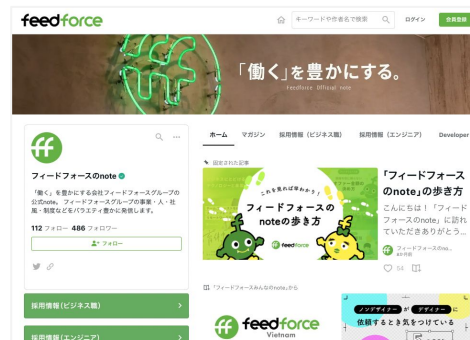 feedforce
キーワードや作者名で検索
ログイン
会員登録
「働く」を豊かにする。
Feedforce Official note
フィードフォースのnote
「働く」を豊かにする会社フィードフォースグループの
公式note。フィードフォースグループの事業・人・社
風・制度などをバラエティ豊かに発信します。
112 フォロー 486 フォロワー
フォロー
採用情報(ビジネス職)
採用情報(エンジニア)
ホーム
マガジン
採用情報(ビジネス職)
採用情報(エンジニア)
Developer
固定された記事
これを見れば味わかり!
フィードフォースの
noteの歩き方
feedforce
「フィードフォース
のnote」の歩き方
こんにちは!「フィード
フォースのnote」に訪れ
ていただきありがとう...
フィードフォースのno...
54
「フィードフォースみんなのnote」から
feedforce
Vietnam
ノンデザイナー が デザイナー に
依頼するとき気をつけている